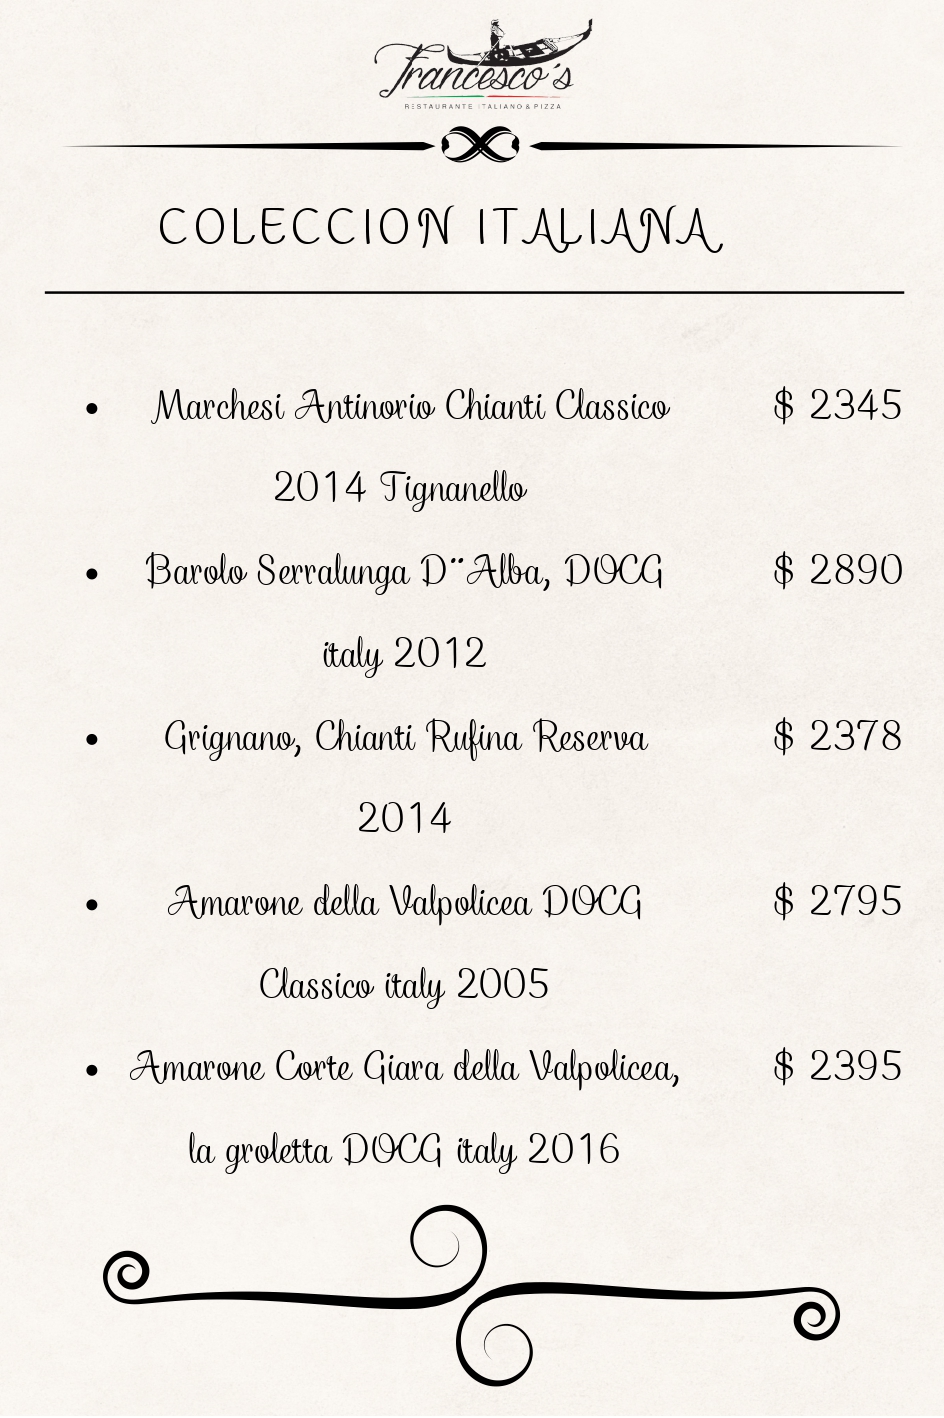 Francesco´s
RESTAURANTE ITALIANO & PIZZA
COLECCION ITALIANA
• Marchesi Antinorio Chianti Classico $ 2345
2014 Tignanello
• Barolo Serralunga D¨Alba, DOCG $ 2890
italy 2012
• Grignano, Chianti Rufina Reserva $ 2378
2014
• Amarone della Valpolicea DOCG $ 2795
Classico italy 2005
• Amarone Corte Giara della Valpolicea, $ 2395
la groletta DOCG italy 2016